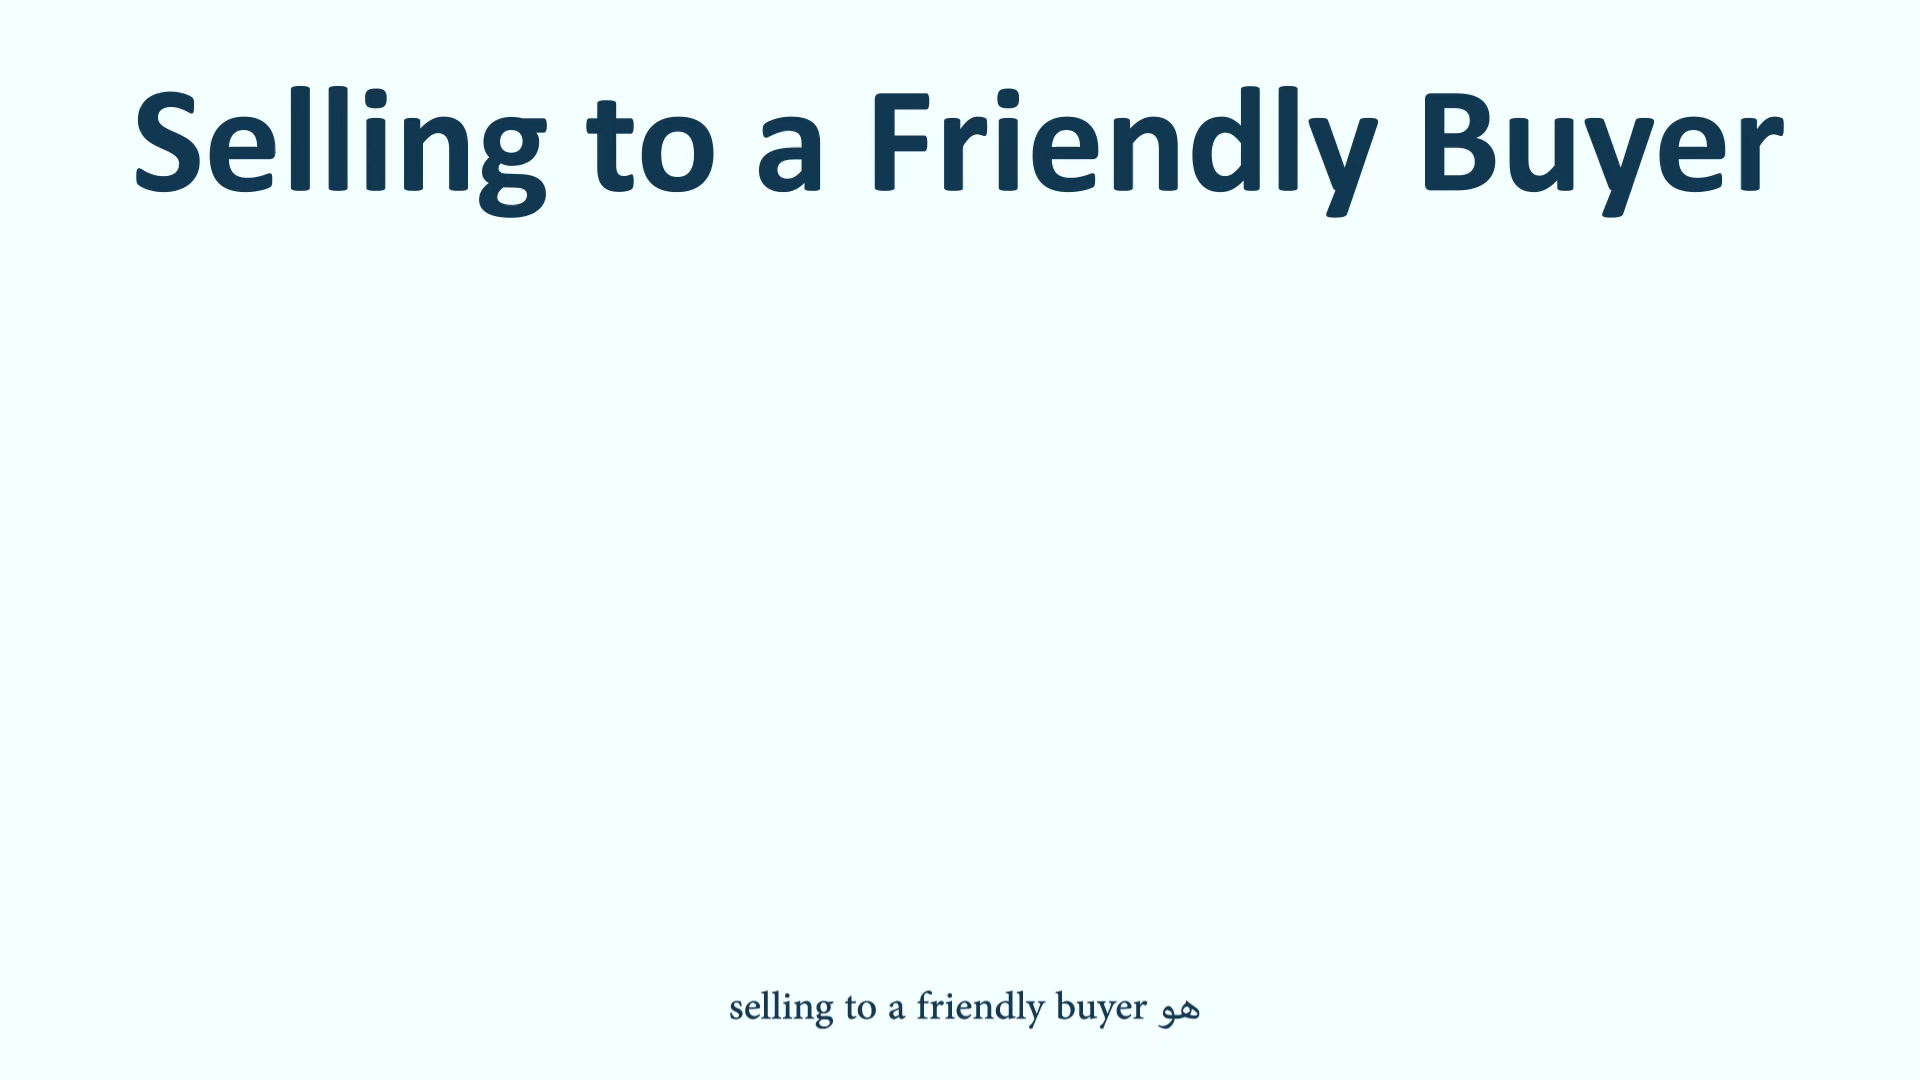 Selling to a Friendly Buyer
هو selling to a friendly buyer